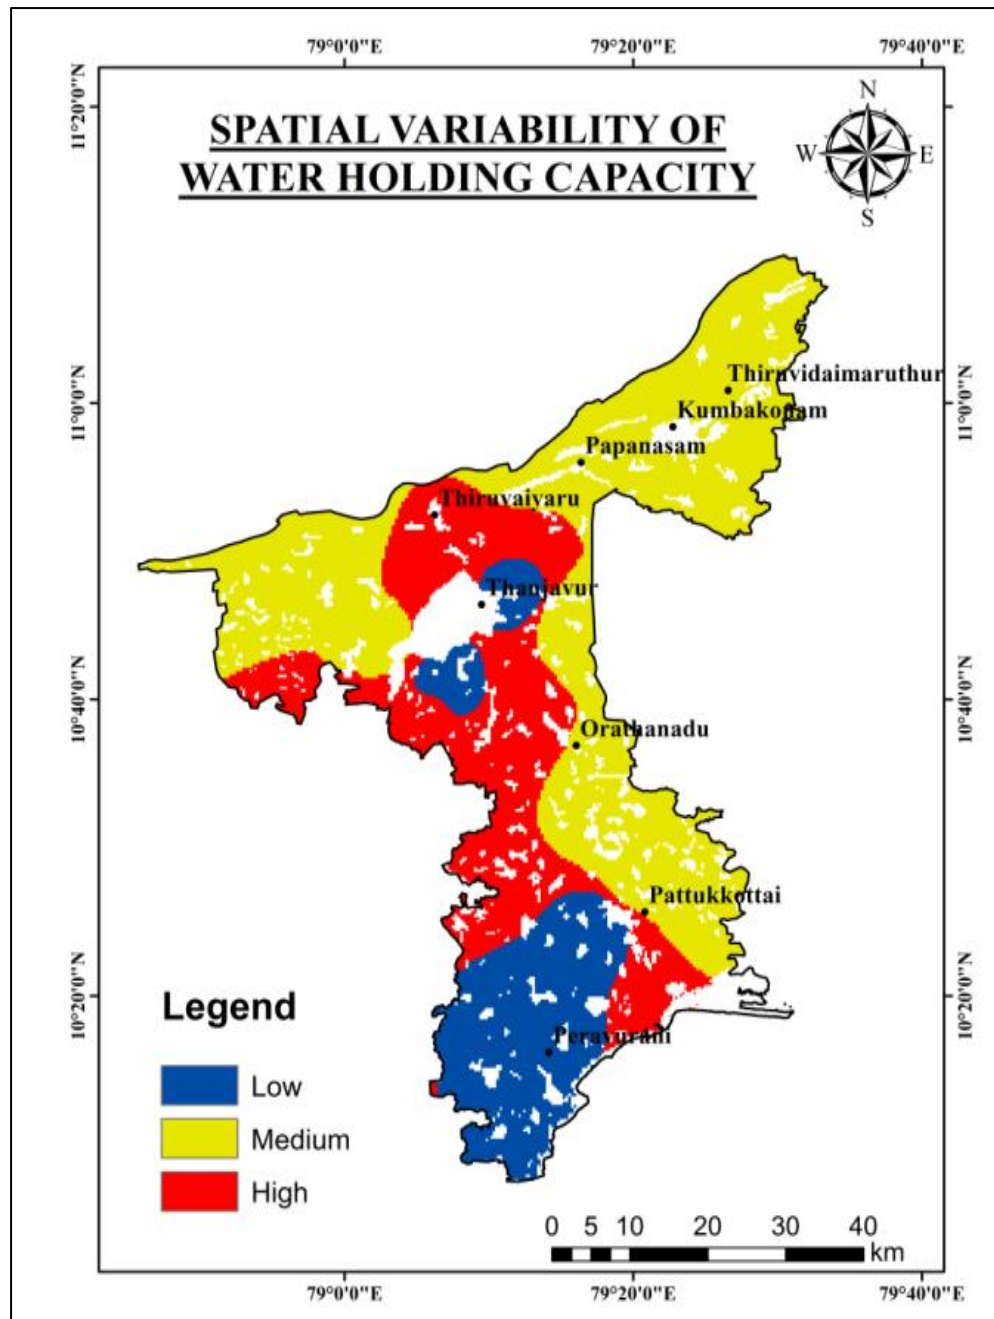 79°0'0"E 79°20'0"E 79°40'0"E
11°20'0"N
SPATIAL VARIABILITY OF
WATER HOLDING CAPACITY
N
W E
S
Thiruvidaimaruthur
11°0'0"N 11°0'0"N
Kumbakonam
Papanasam
Thiruvaiyaru
Thanjavur
10°40'0"N 10°40'0"N
Orathanadu
Pattukkottai
10°20'0"N 10°20'0"N
Legend
Peravurani
Low
Medium
High
0 5 10 20 30 40
km
79°0'0"E 79°20'0"E 79°40'0"E